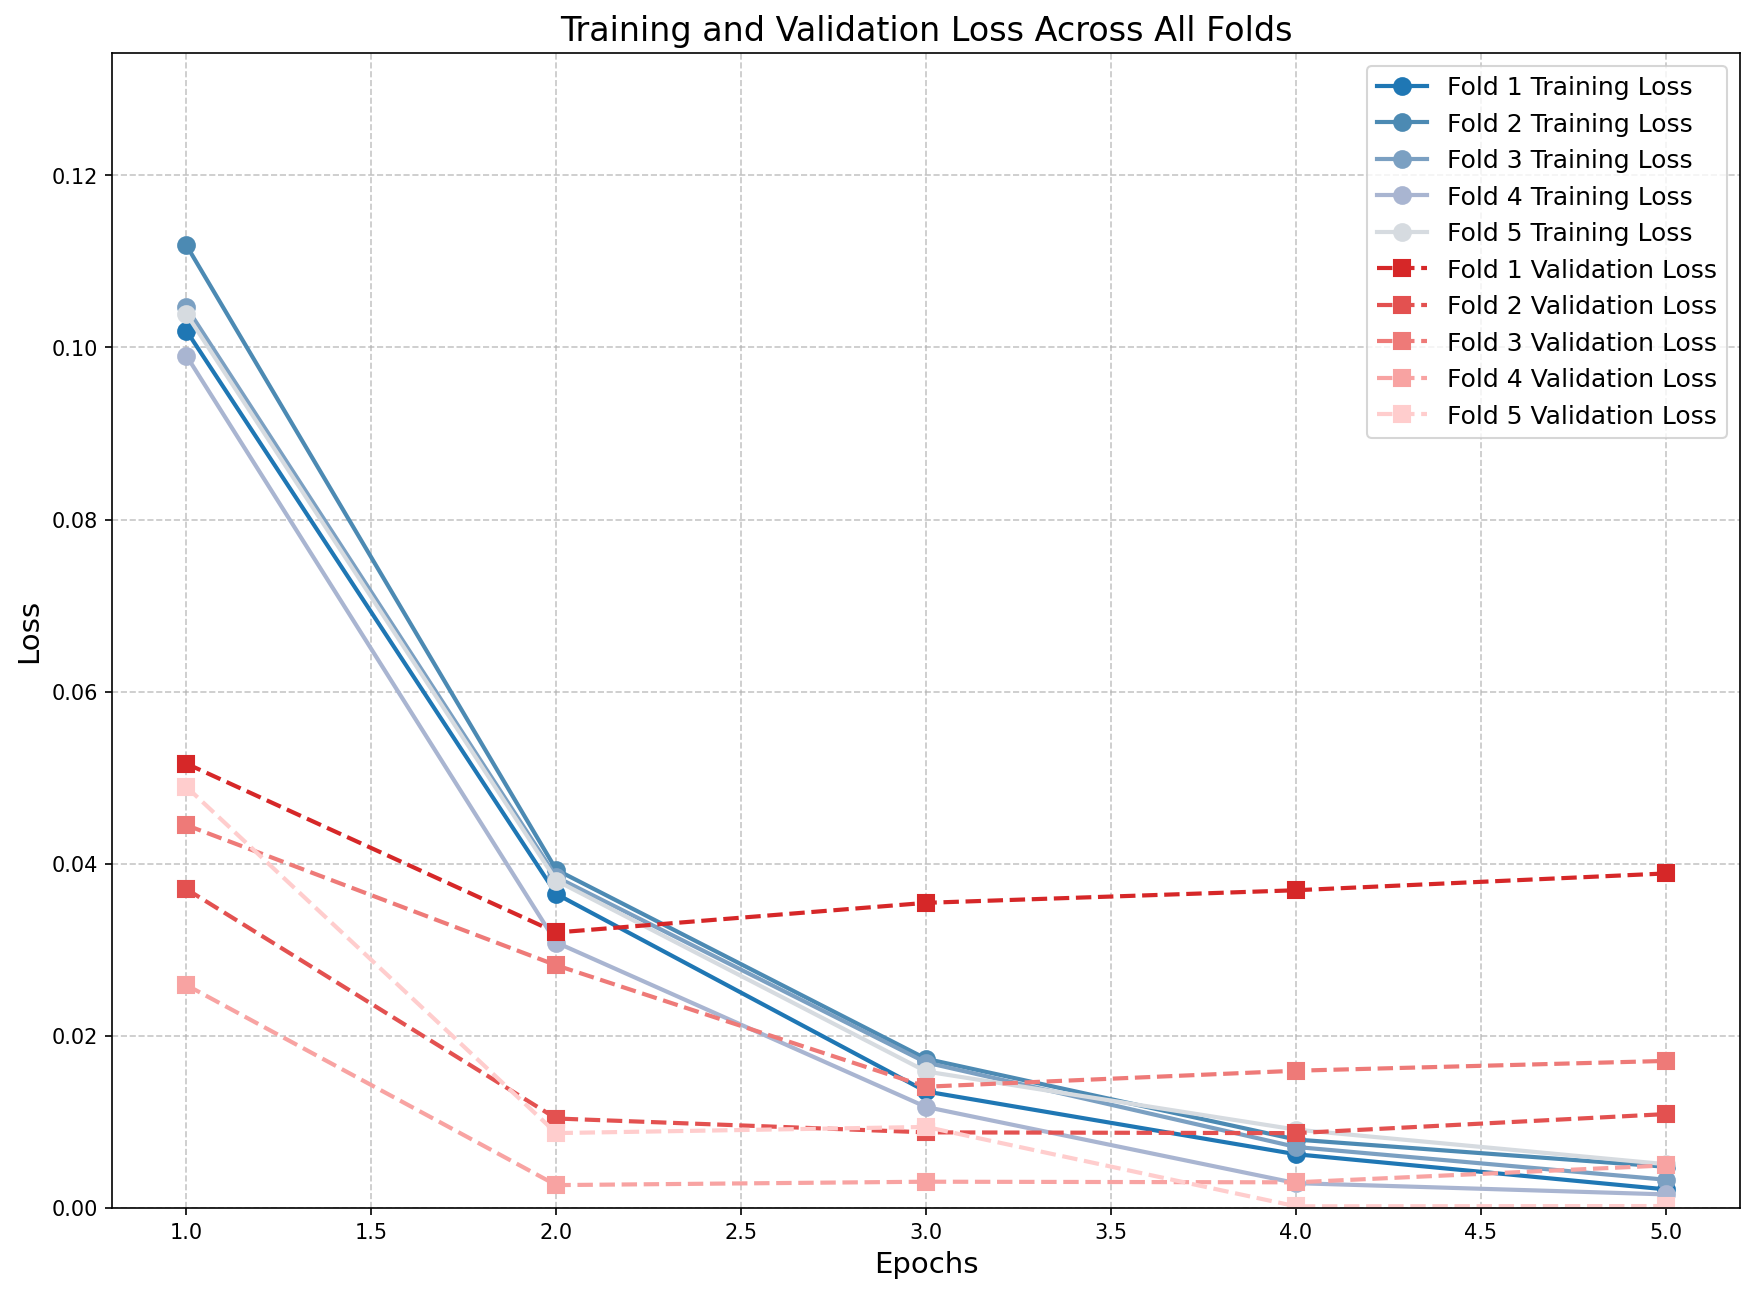 Training and Validation Loss Across All Folds
Fold 1 Training Loss
Fold 2 Training Loss
Fold 3 Training Loss
Fold 4 Training Loss
Fold 5 Training Loss
Fold 1 Validation Loss
Fold 2 Validation Loss
Fold 3 Validation Loss
Fold 4 Validation Loss
Fold 5 Validation Loss
Loss
0.12
0.10
0.08
0.06
0.04
0.02
0.00
1.0 1.5 2.0 2.5 3.0 3.5 4.0 4.5 5.0
Epochs